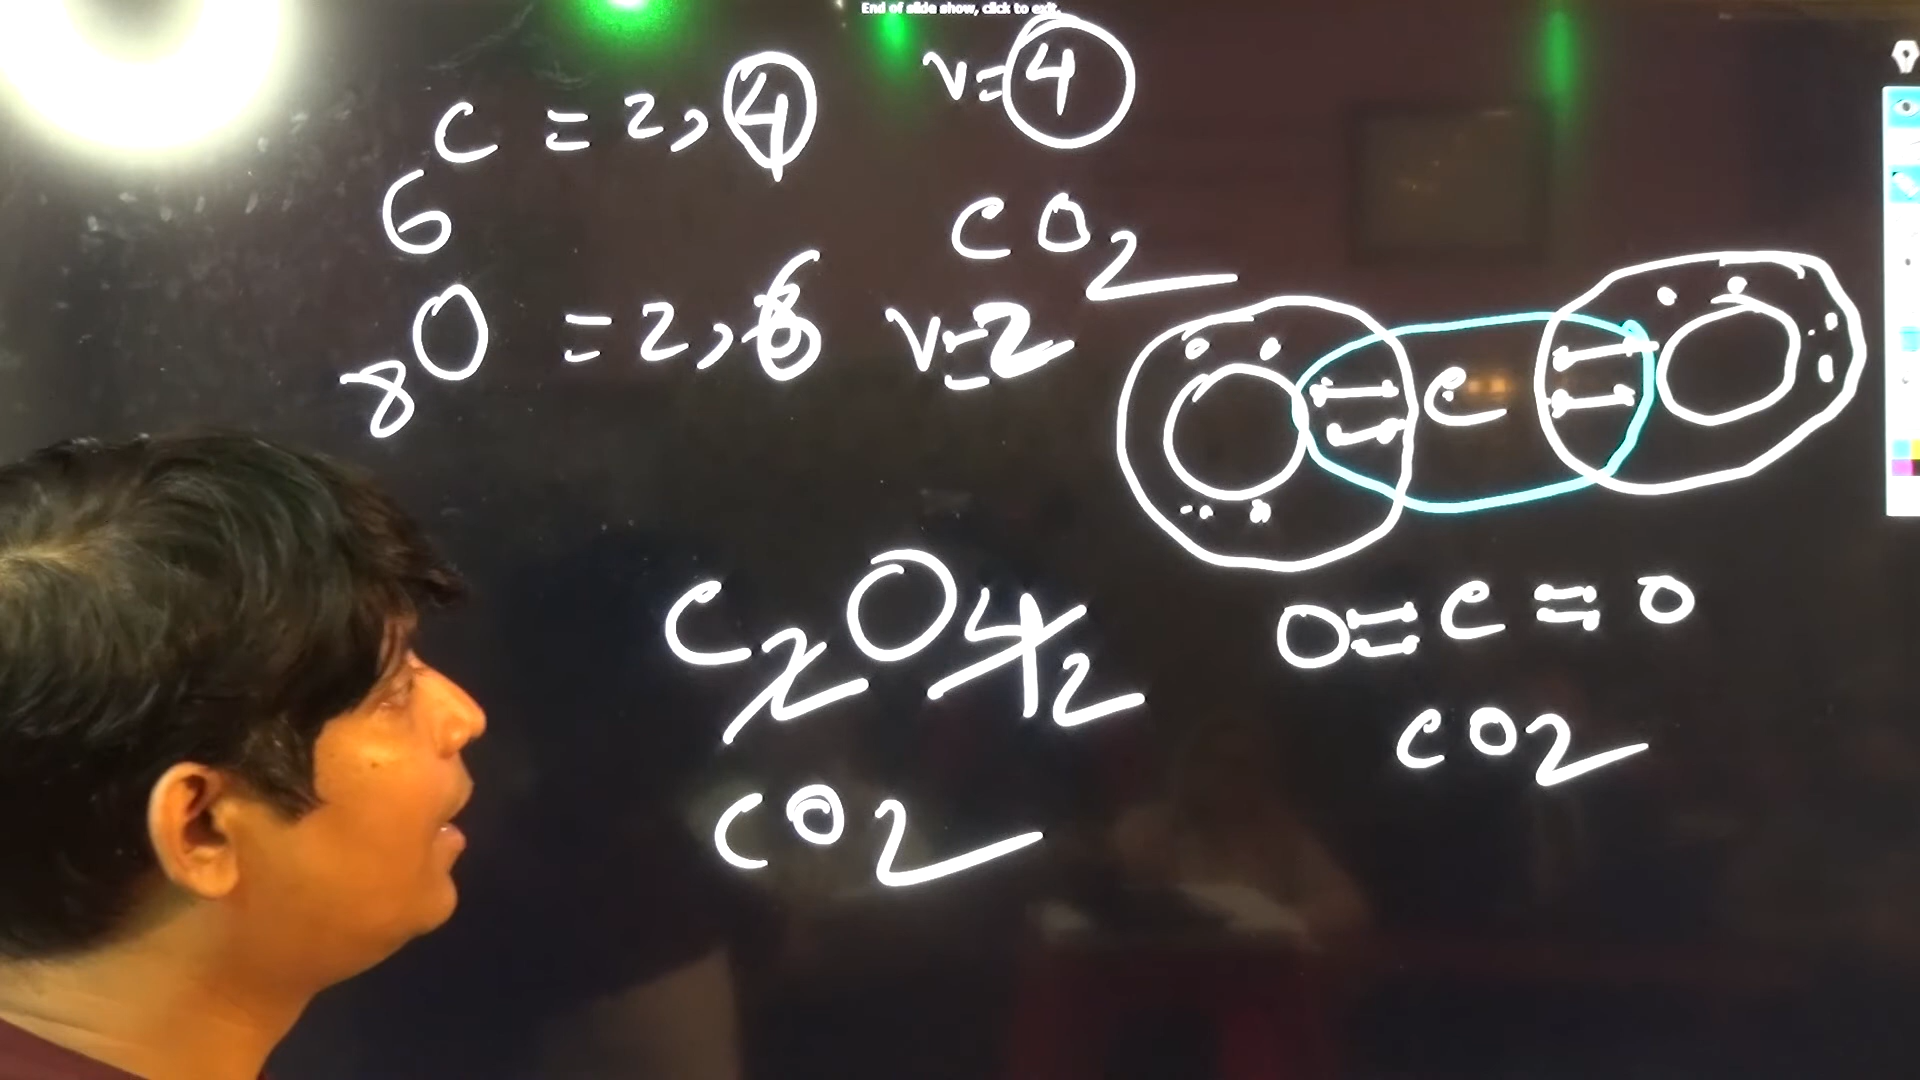 End of slide show, click to exit.
6C = 2, 4 v=4
CO2
8O = 2, 6 v=2
C
C2O4/2
O=C=O
CO2
CO2